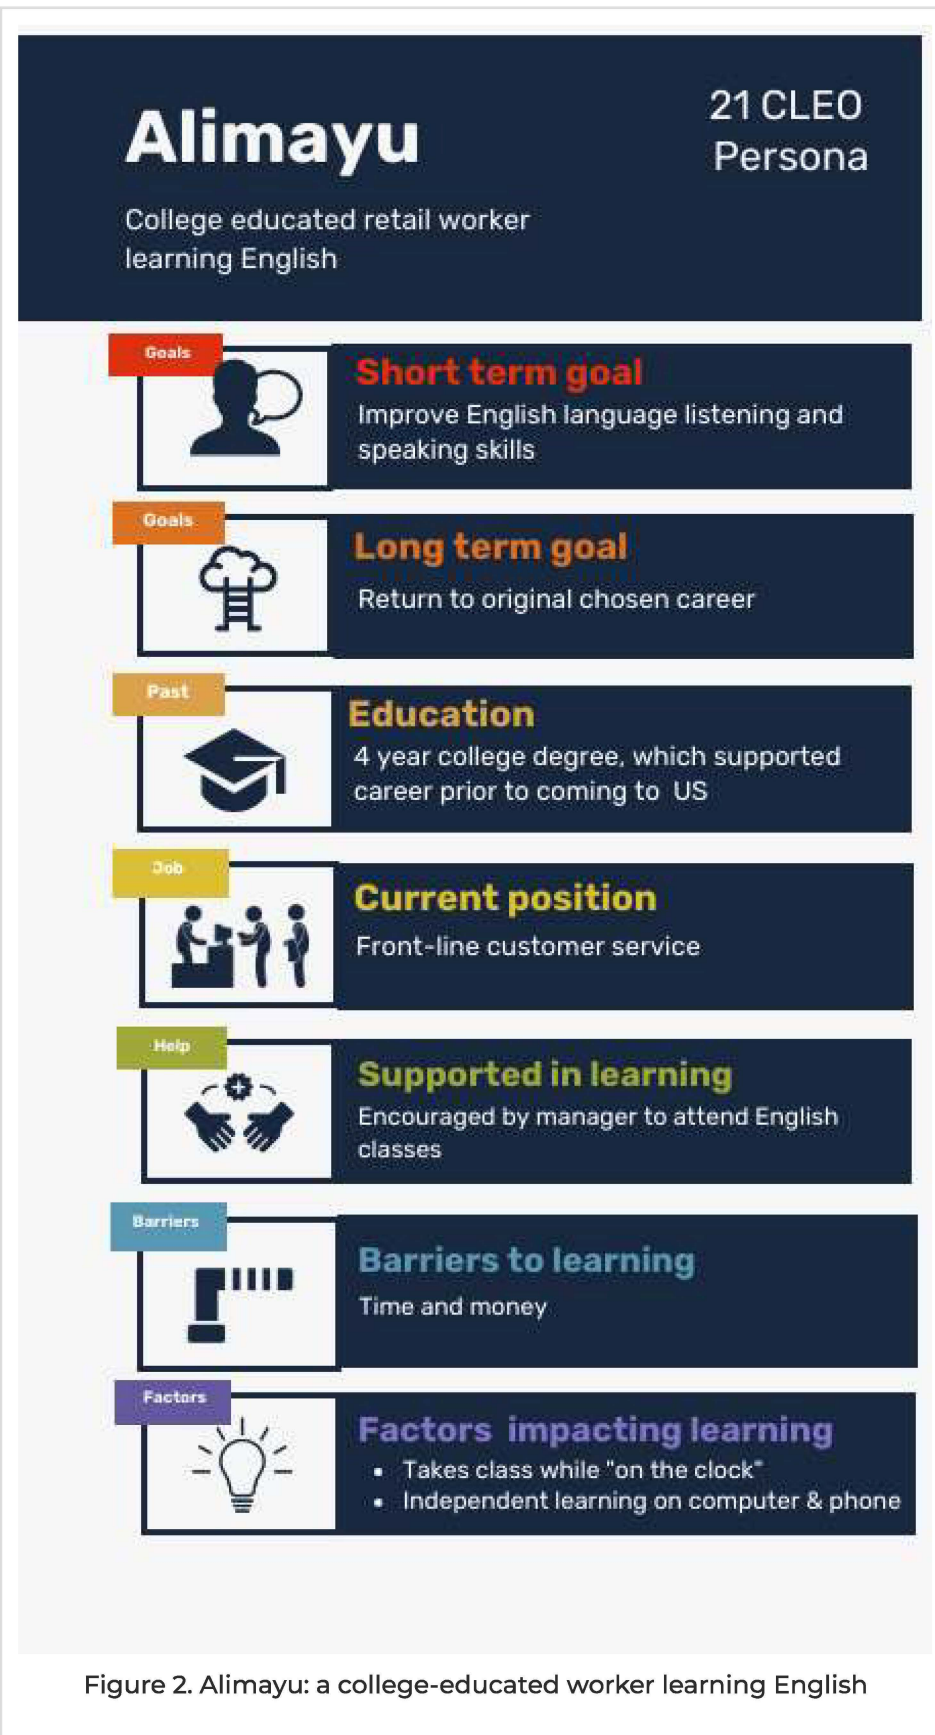 Alimayu
21 CLEO
Persona
College educated retail worker
learning English
Goals
Short term goal
Improve English language listening and
speaking skills
Goals
Long term goal
Return to original chosen career
Past
Education
4 year college degree, which supported
career prior to coming to US
Job
Current position
Front-line customer service
Help
Supported in learning
Encouraged by manager to attend English
classes
Barriers
Barriers to learning
Time and money
Factors
Factors impacting learning
• Takes class while "on the clock"
• Independent learning on computer & phone
Figure 2. Alimayu: a college-educated worker learning English